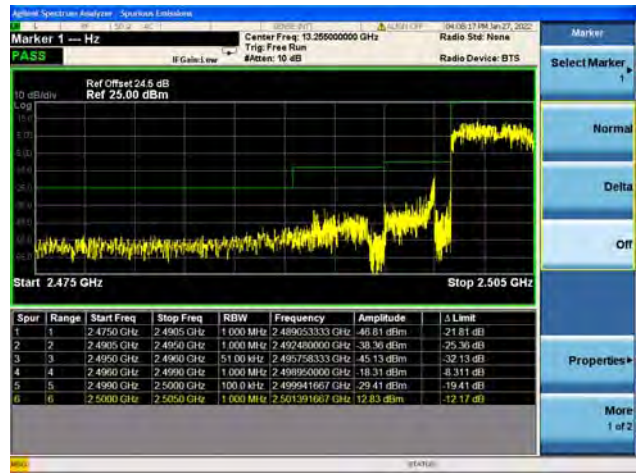 Agilent Spectrum Analyzer - Spurious Emissions
RF 50 Ω AC SENSE:INT ALIGN OFF 04:05:17 PM Jan 27, 2022
Marker 1 --- Hz
Center Freq: 13.255000000 GHz
Radio Std: None
PASS
IFGain:Low
Trig: Free Run
#Atten: 10 dB
Radio Device: BTS
Ref Offset 24.5 dB
10 dB/div Ref 25.00 dBm
Log
Start 2.475 GHz Stop 2.505 GHz
Spur Range Start Freq Stop Freq RBW Frequency Amplitude Δ Limit
1 1 2.4750 GHz 2.4905 GHz 1.000 MHz 2.489053333 GHz -46.81 dBm -21.81 dB
2 2 2.4905 GHz 2.4950 GHz 1.000 MHz 2.492480000 GHz -38.36 dBm -25.36 dB
3 3 2.4950 GHz 2.4960 GHz 51.00 kHz 2.495758333 GHz -45.13 dBm -32.13 dB
4 4 2.4960 GHz 2.4990 GHz 1.000 MHz 2.498950000 GHz -18.31 dBm -8.311 dB
5 5 2.4990 GHz 2.5000 GHz 100.0 kHz 2.499941667 GHz -29.41 dBm -19.41 dB
6 6 2.5000 GHz 2.5050 GHz 1.000 MHz 2.501391667 GHz 12.83 dBm -12.17 dB
MSG STATUS
Marker
Select Marker
1
Normal
Delta
Off
Properties
More
1 of 2